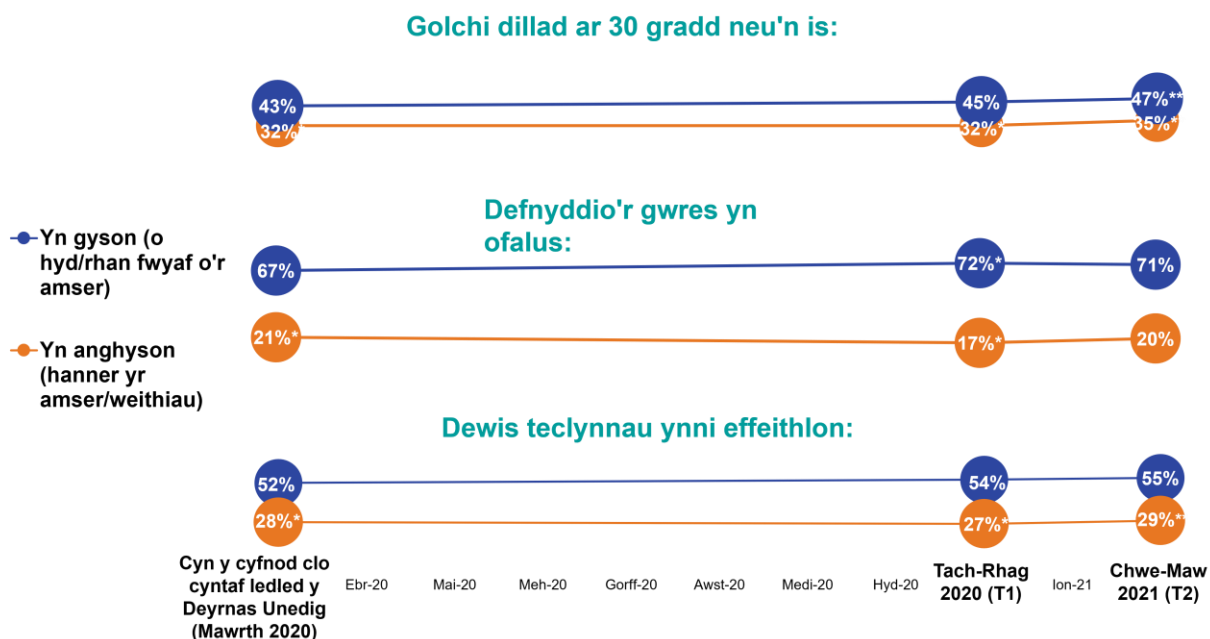 Golchi dillad ar 30 gradd neu'n is:
43%
45%
47%**
32%*
32%*
35%*
Defnyddio'r gwres yn
ofalus:
Yn gyson (o
hyd/rhan fwyaf o'r
amser)
67%
72%*
71%
Yn anghyson
(hanner yr
amser/weithiau)
21%*
17%*
20%
Dewis teclynnau ynni effeithlon:
52%
54%
55%
28%*
27%*
29%**
Cyn y cyfnod clo
cyntaf ledled y
Deyrnas Unedig
(Mawrth 2020)
Ebr-20
Mai-20
Meh-20
Gorff-20
Awst-20
Medi-20
Hyd-20
Tach-Rhag
2020 (T1)
Ion-21
Chwe-Maw
2021 (T2)